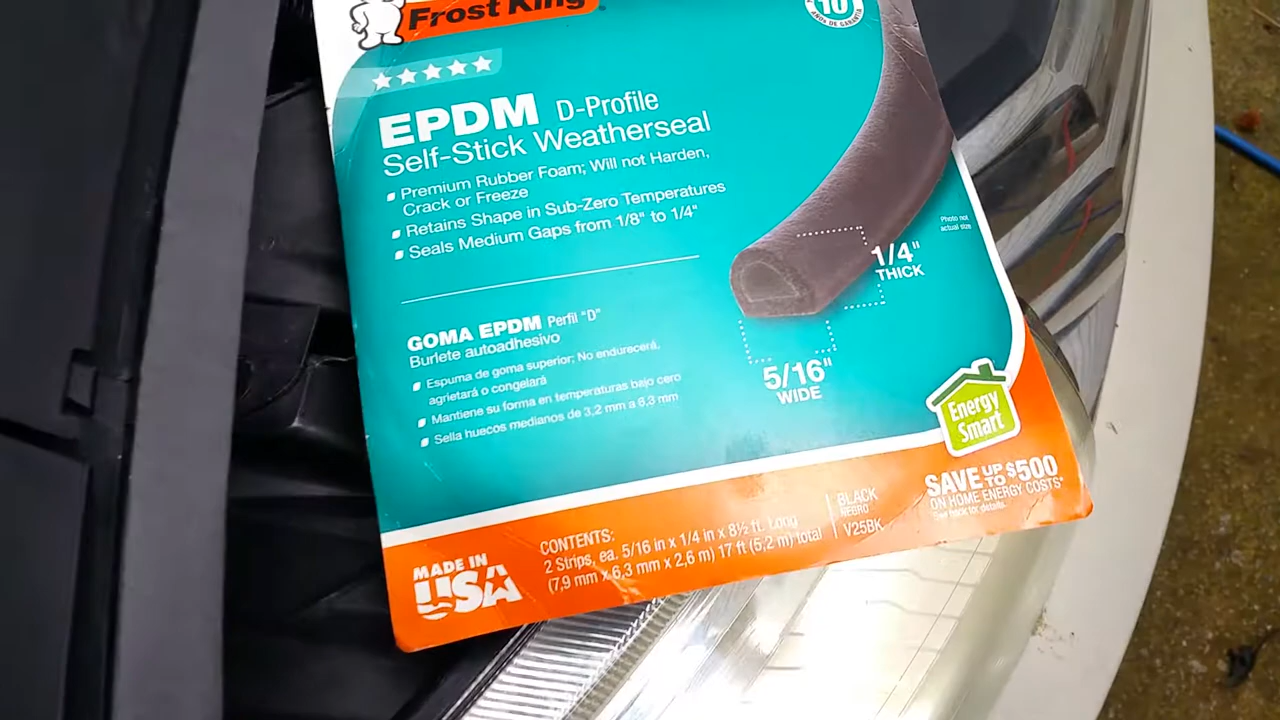 Frost King
10
AÑOS DE GARANTIA
EPDM D-Profile
Self-Stick Weatherseal
Premium Rubber Foam; Will not Harden,
Crack or Freeze
Retains Shape in Sub-Zero Temperatures
Seals Medium Gaps from 1/8" to 1/4"
Photo not
actual size
1/4"
THICK
5/16"
WIDE
GOMA EPDM Perfil "D"
Burlete autoadhesivo
Espuma de goma superior; No endurecerá,
agrietará o congelará
Mantiene su forma en temperaturas bajo cero
Sella huecos medianos de 3,2 mm a 6,3 mm
Energy
Smart
SAVE UP TO $500
ON HOME ENERGY COSTS*
*See back for details.
MADE IN
USA
CONTENTS:
2 Strips, ea. 5/16 in x 1/4 in x 8½ ft. Long
(7,9 mm x 6,3 mm x 2,6 m) 17 ft (5,2 m) total
BLACK
NEGRO
V25BK